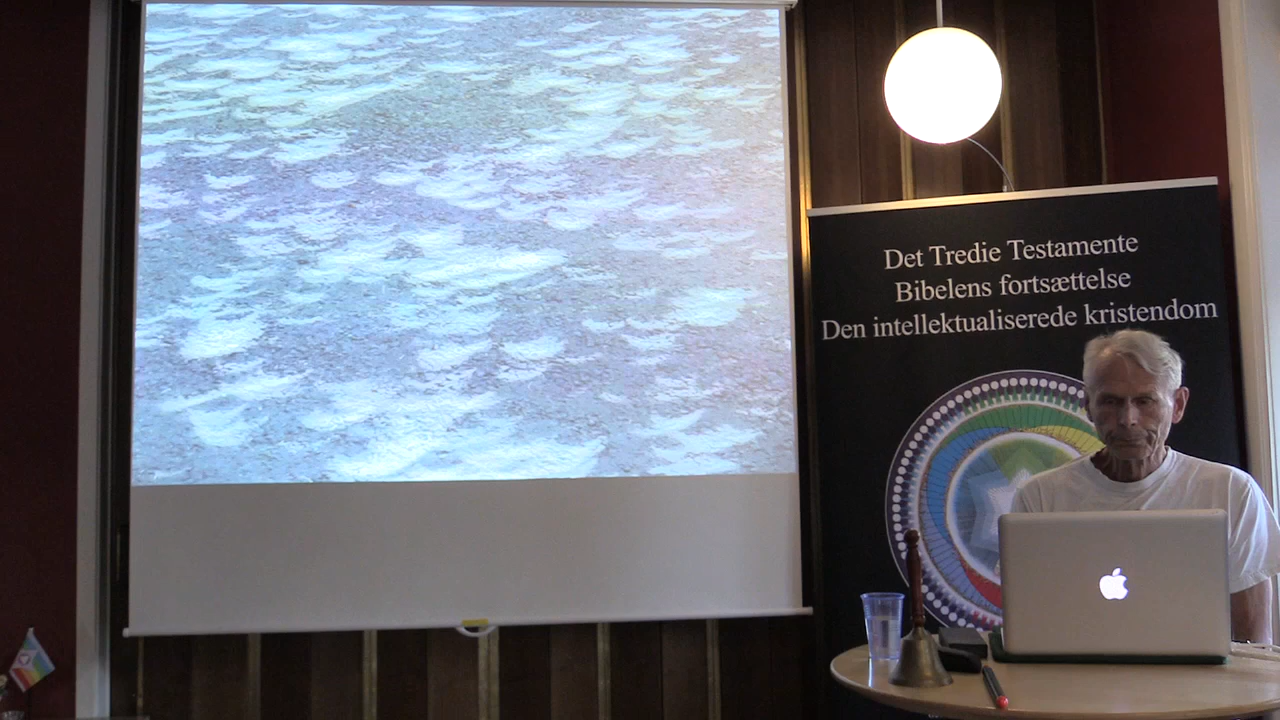 Det Tredie Testamente
Bibelens fortsættelse
Den intellektualiserede kristendom